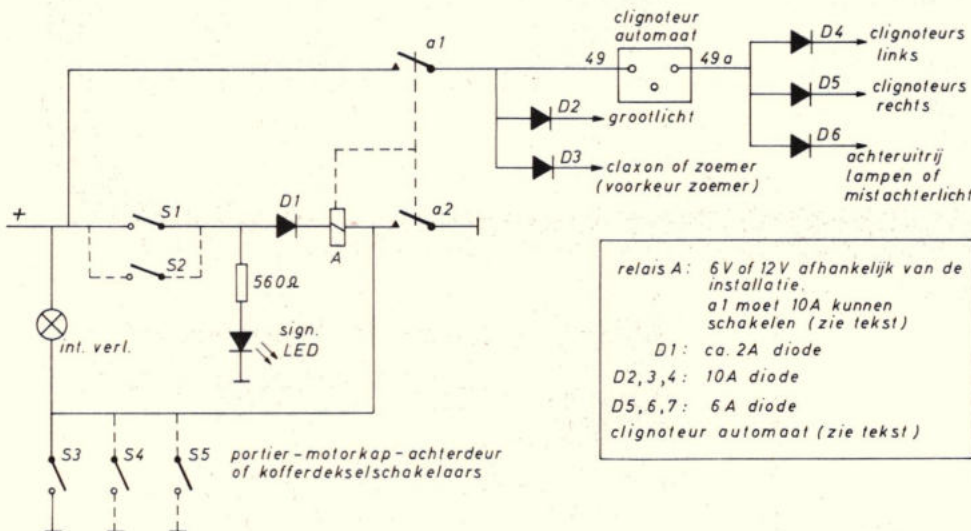 clignoteur
automaat
a1
49
49a
D4
clignoteurs
links
D5
clignoteurs
rechts
D2
grootlicht
D6
achteruitrij
lampen of
mistachterlicht
D3
claxon of zoemer
(voorkeur zoemer)
+
S1
D1
a2
S2
A
560Ω
sign.
LED
int. verl.
relais A: 6V of 12V afhankelijk van de
installatie.
a1 moet 10A kunnen
schakelen (zie tekst)
D1: ca. 2A diode
D2,3,4: 10A diode
D5,6,7: 6A diode
clignoteur automaat (zie tekst)
S3
S4
S5
portier-motorkap-achterdeur
of kofferdekselschakelaars